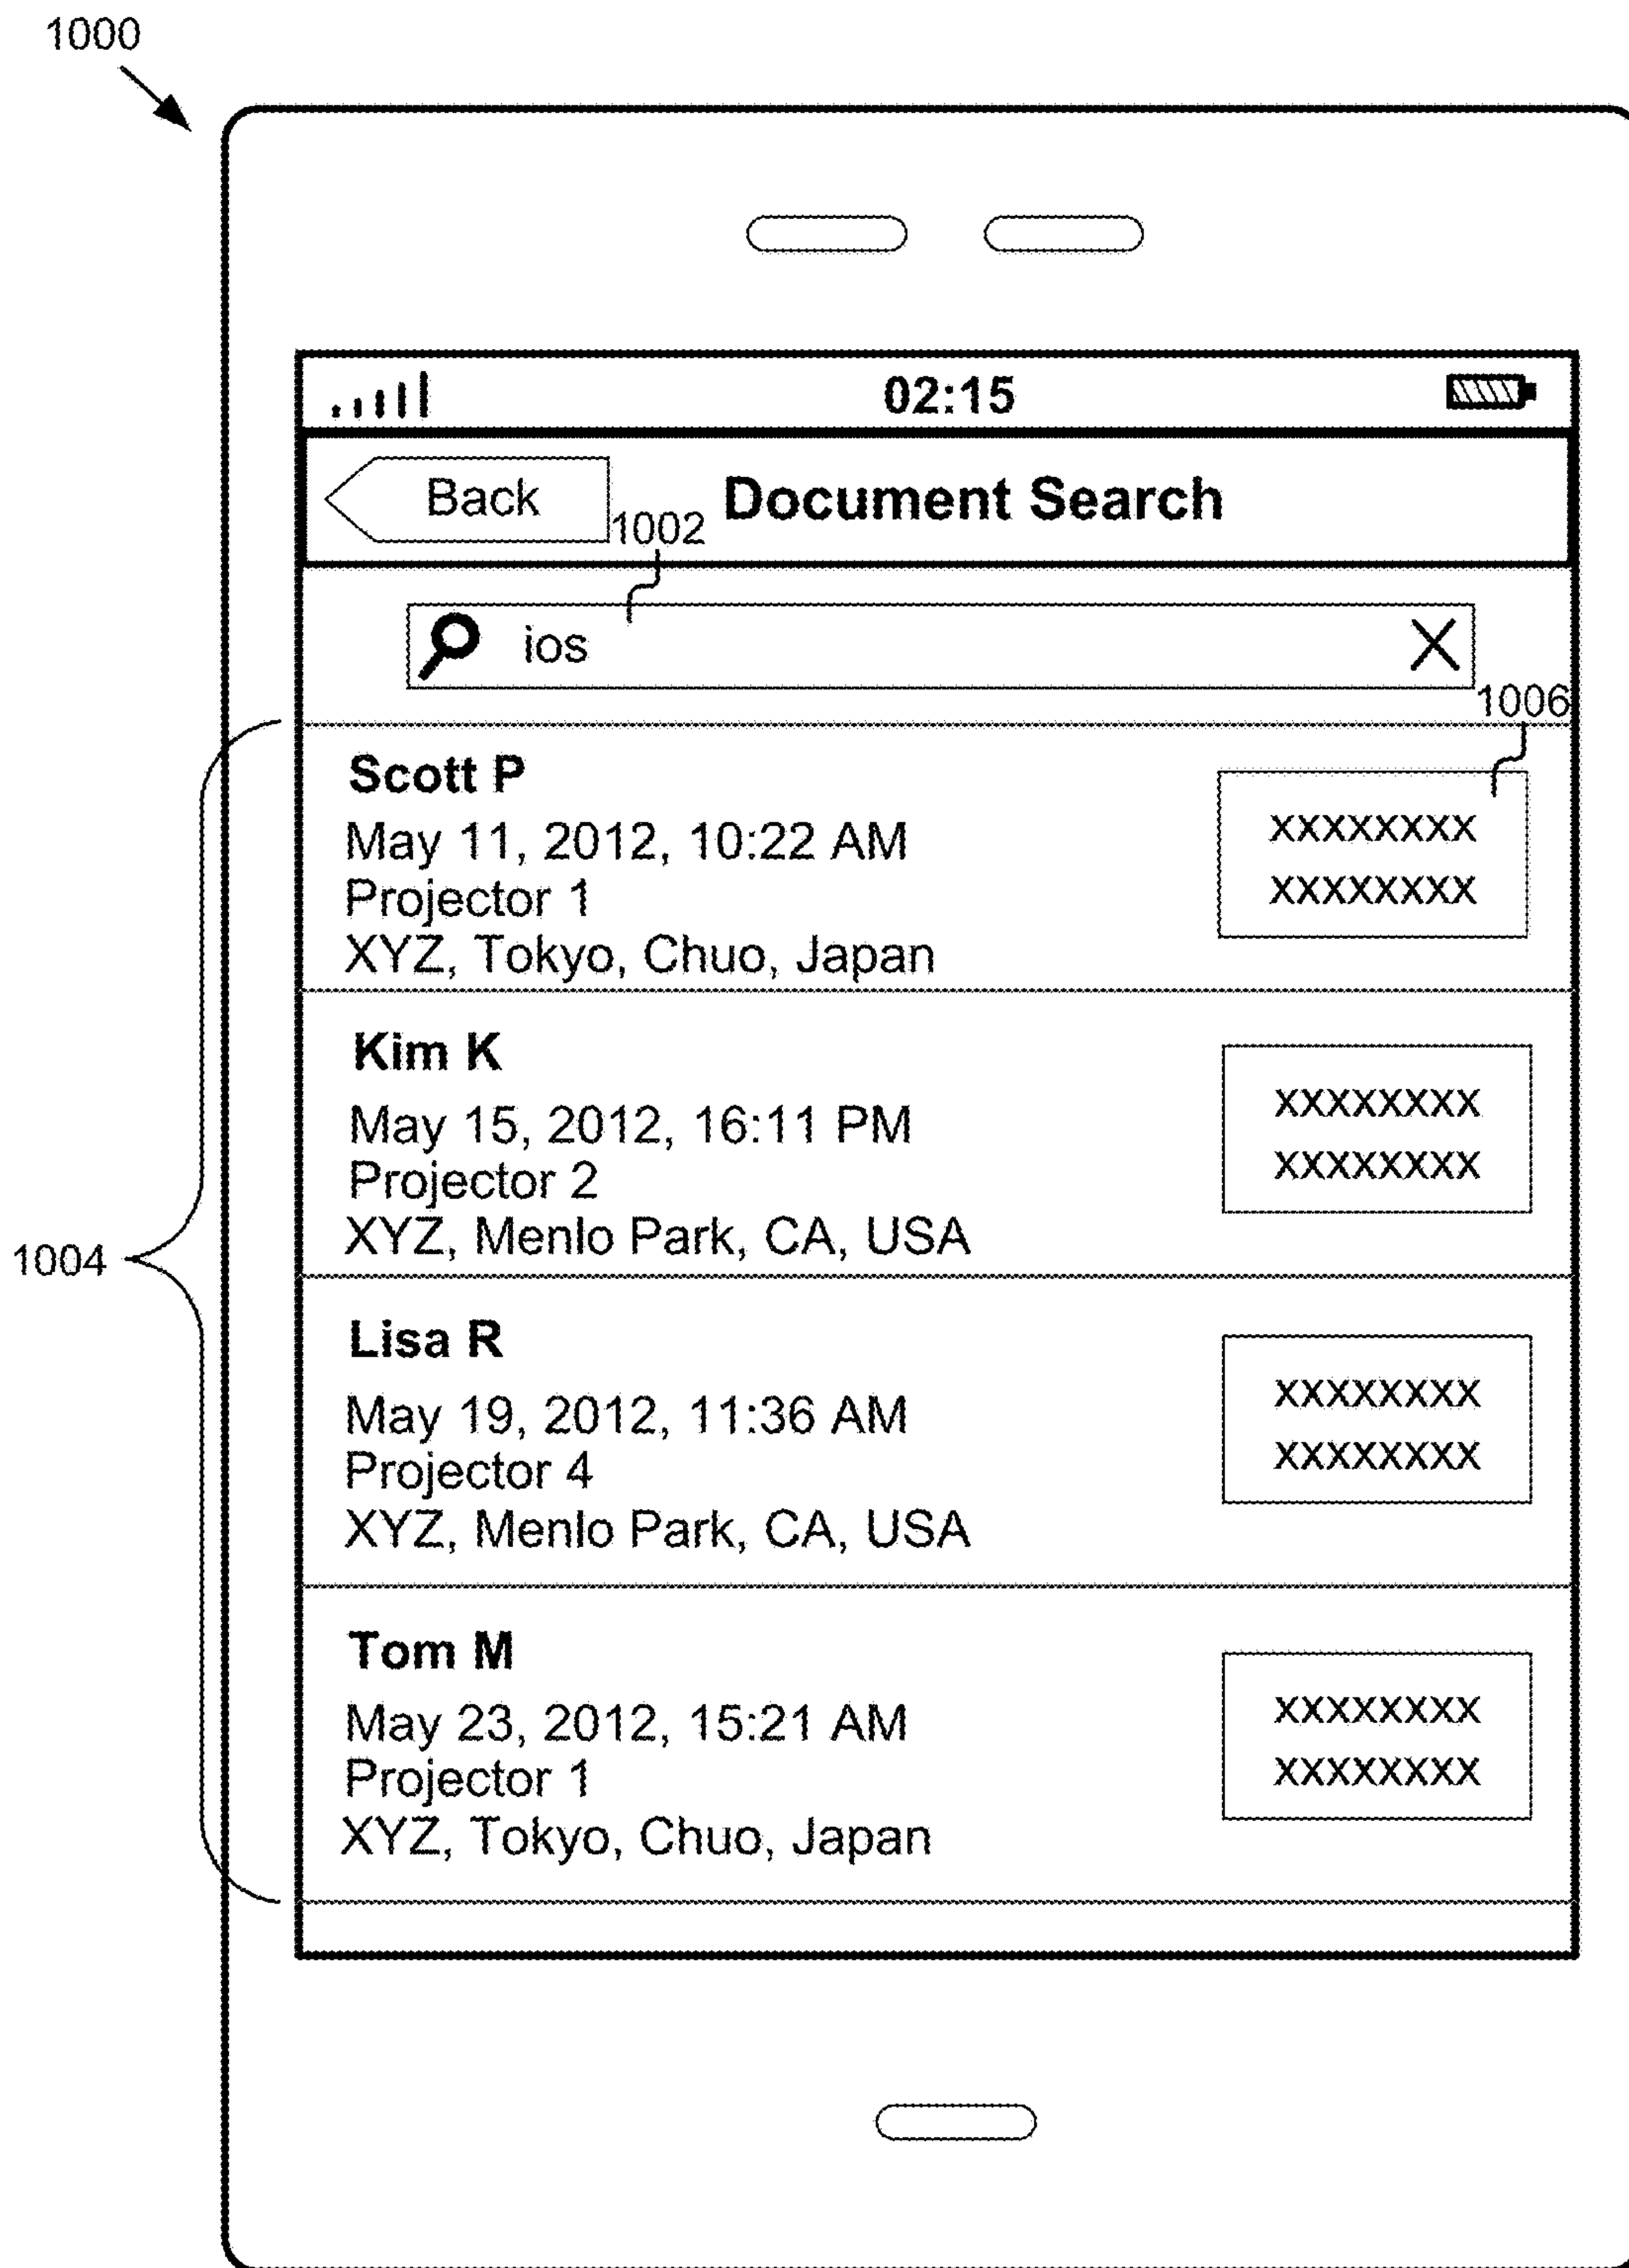 1000
02:15
Back
1002
Document Search
ios
1006
Scott P
May 11, 2012, 10:22 AM
Projector 1
XYZ, Tokyo, Chuo, Japan
xxxxxxxx
xxxxxxxx
Kim K
May 15, 2012, 16:11 PM
Projector 2
XYZ, Menlo Park, CA, USA
xxxxxxxx
xxxxxxxx
1004
Lisa R
May 19, 2012, 11:36 AM
Projector 4
XYZ, Menlo Park, CA, USA
xxxxxxxx
xxxxxxxx
Tom M
May 23, 2012, 15:21 AM
Projector 1
XYZ, Tokyo, Chuo, Japan
xxxxxxxx
xxxxxxxx